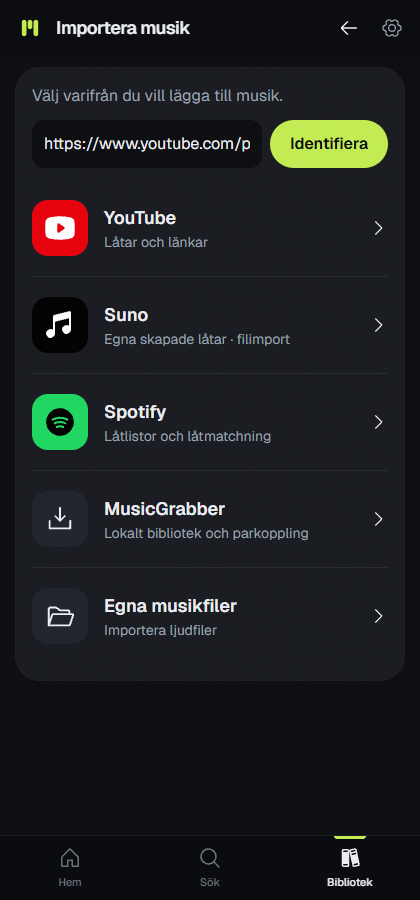 Importera musik
Välj varifrån du vill lägga till musik.
https://www.youtube.com/p
Identifiera
YouTube
Låtar och länkar
Suno
Egna skapade låtar · filimport
Spotify
Låtlistor och låtmatchning
MusicGrabber
Lokalt bibliotek och parkoppling
Egna musikfiler
Importera ljudfiler
Hem
Sök
Bibliotek